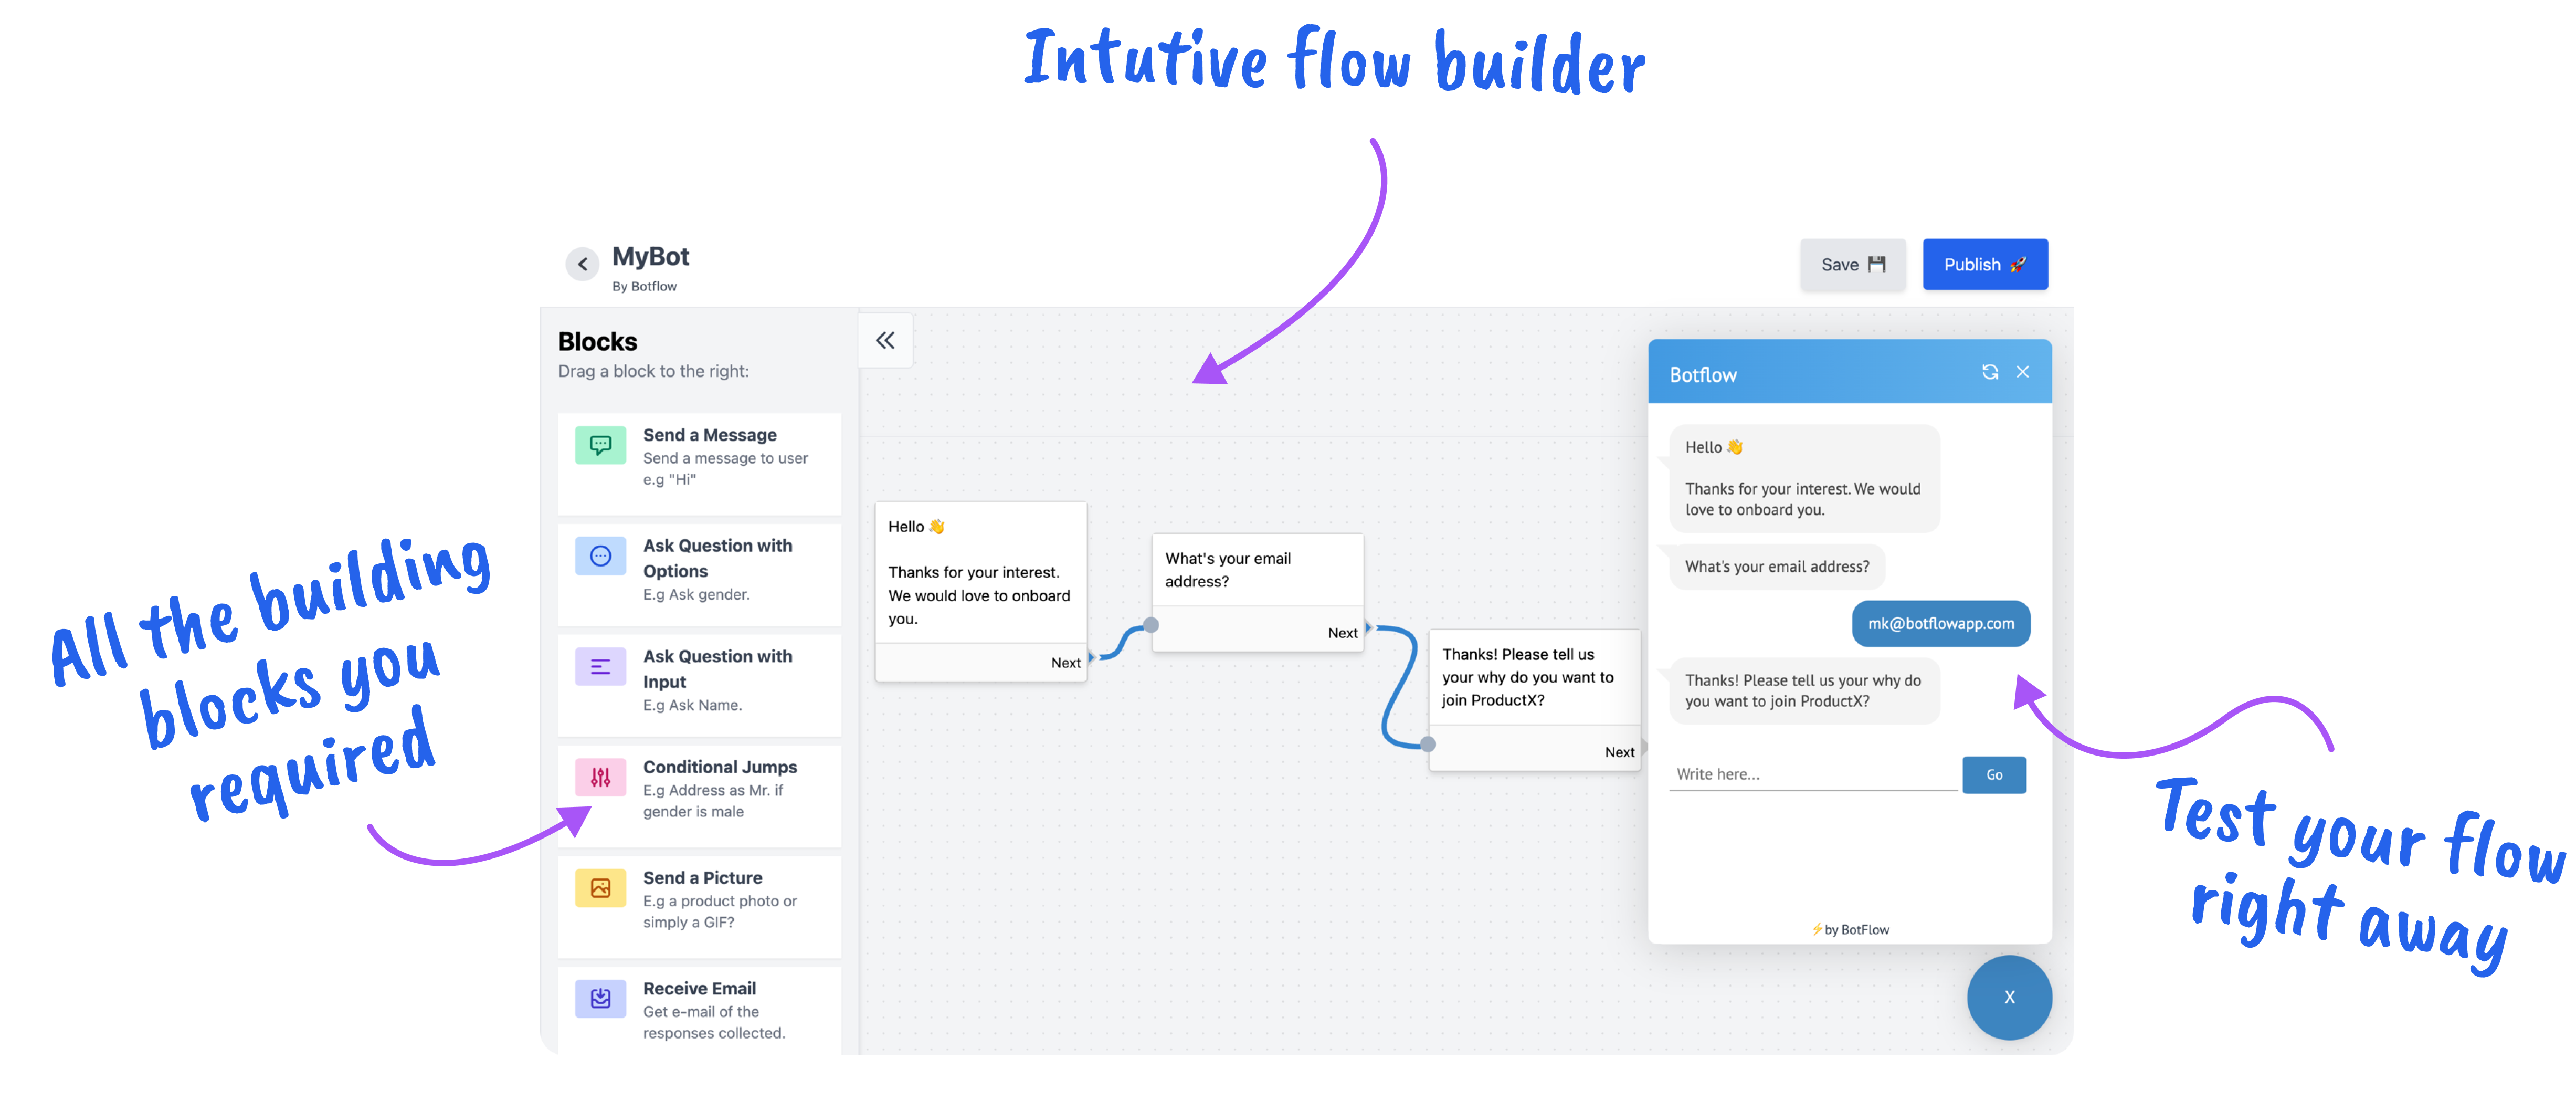 Intutive flow builder
MyBot
By Botflow
Save
Publish
Blocks
Drag a block to the right:
Send a Message
Send a message to user
e.g "Hi"
Ask Question with
Options
E.g Ask gender.
Ask Question with
Input
E.g Ask Name.
Conditional Jumps
E.g Address as Mr. if
gender is male
Send a Picture
E.g a product photo or
simply a GIF?
Receive Email
Get e-mail of the
responses collected.
All the building
blocks you
required
Hello 👋
Thanks for your interest.
We would love to onboard
you.
Next
What's your email
address?
Next
Thanks! Please tell us
your why do you want to
join ProductX?
Next
Botflow
Hello 👋
Thanks for your interest. We would
love to onboard you.
What's your email address?
mk@botflowapp.com
Thanks! Please tell us your why do
you want to join ProductX?
Write here...
Go
⚡by BotFlow
X
Test your flow
right away